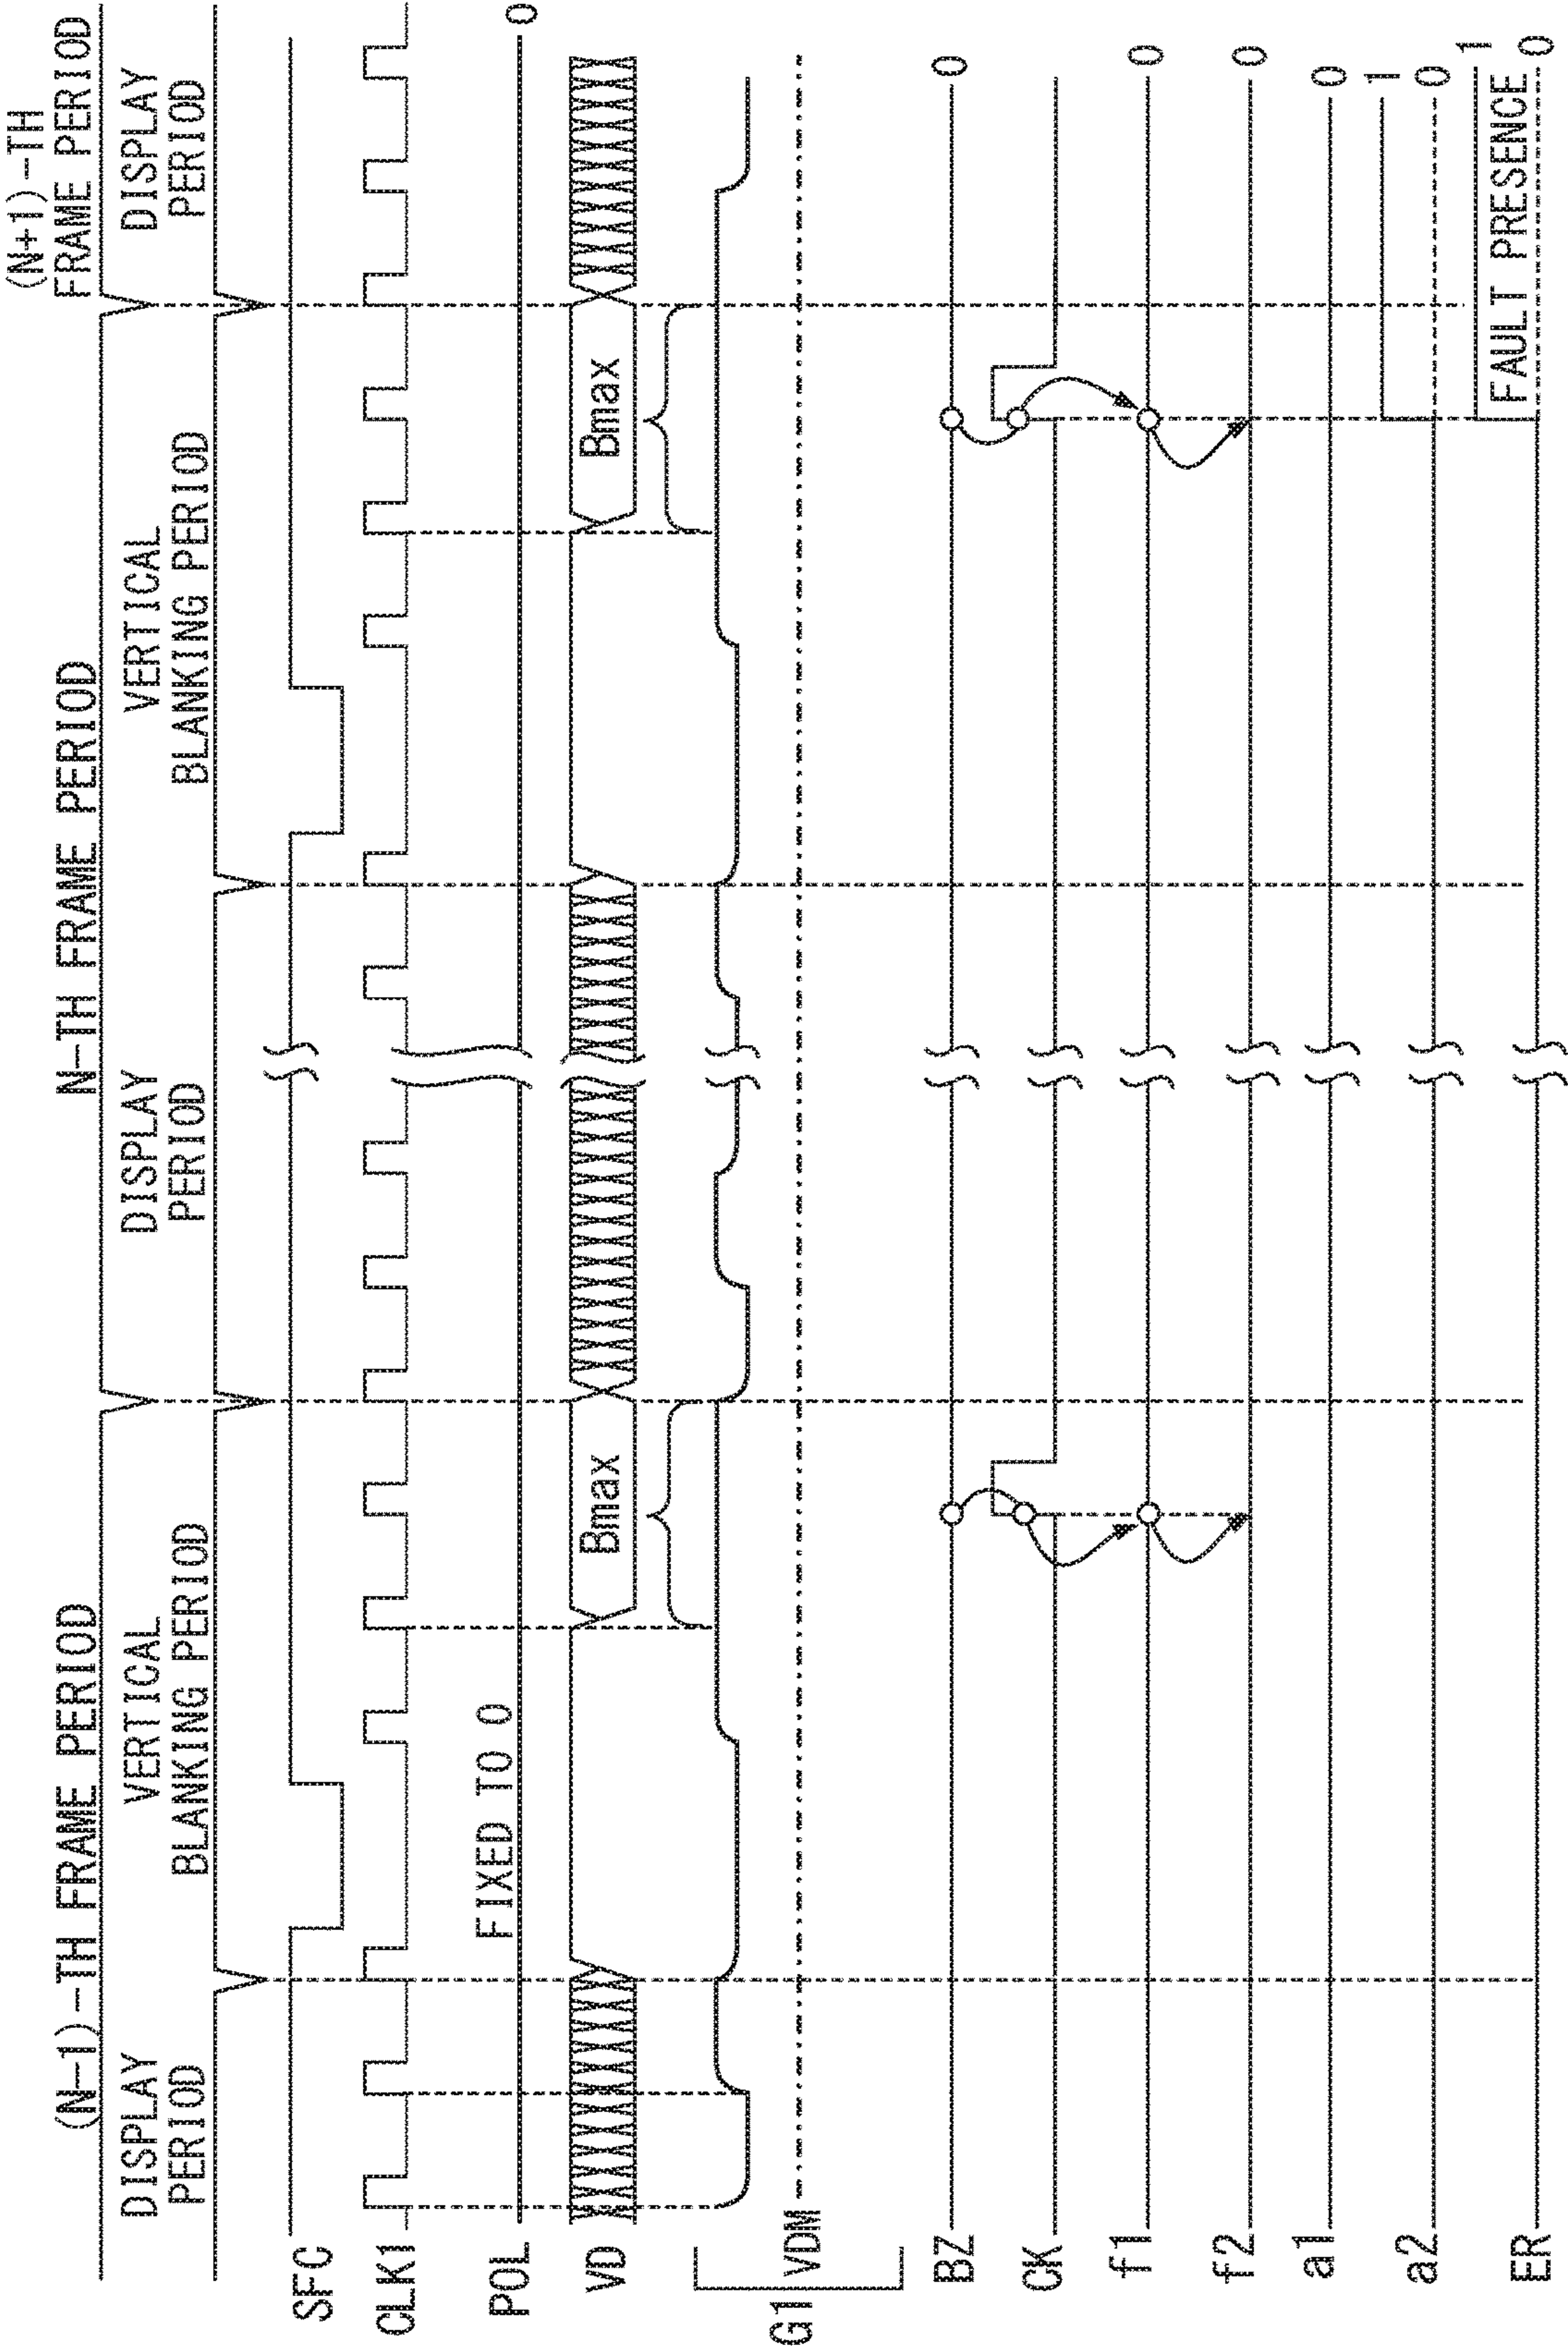 (N-1)-TH FRAME PERIOD
N-TH FRAME PERIOD
(N+1)-TH
FRAME PERIOD
DISPLAY
PERIOD
VERTICAL
BLANKING PERIOD
DISPLAY
PERIOD
VERTICAL
BLANKING PERIOD
DISPLAY
PERIOD
SFC
CLK1
POL
FIXED TO 0
0
VD
Bmax
Bmax
G1
VDM
BZ
0
CK
f1
0
f2
0
a1
0
a2
1
0
ER
FAULT PRESENCE
1
0